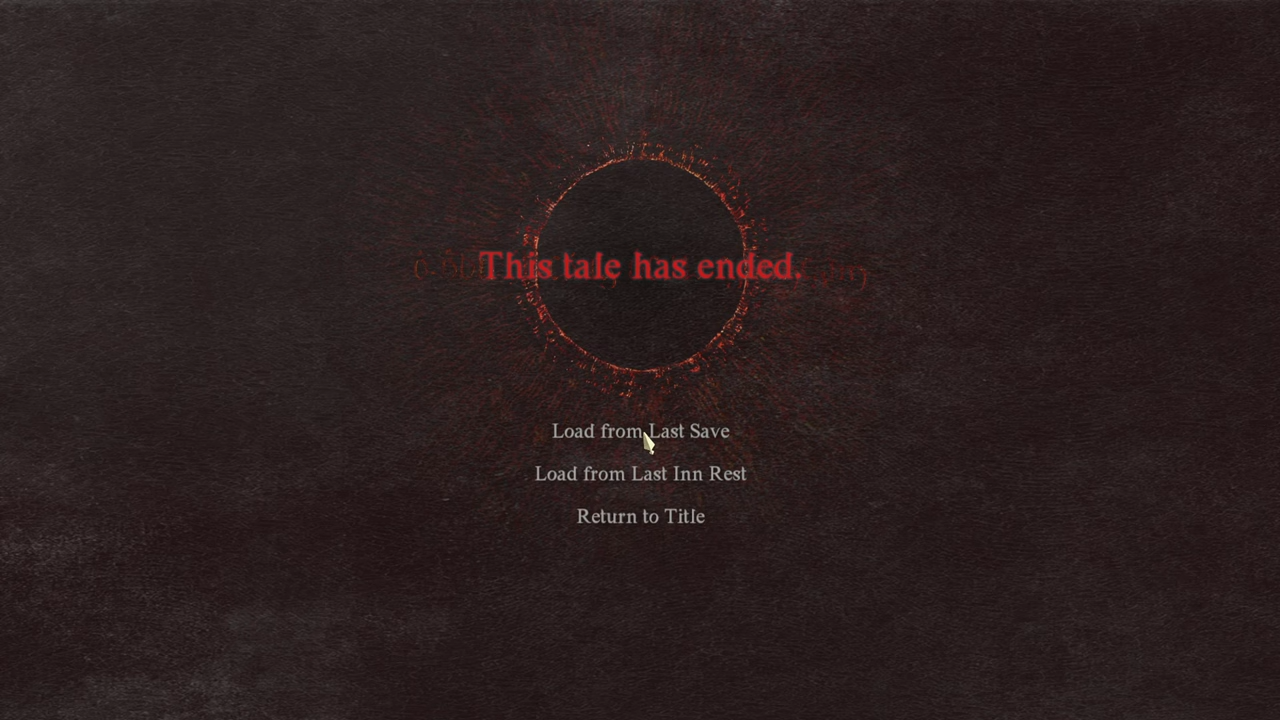 This tale has ended.
Load from Last Save
Load from Last Inn Rest
Return to Title